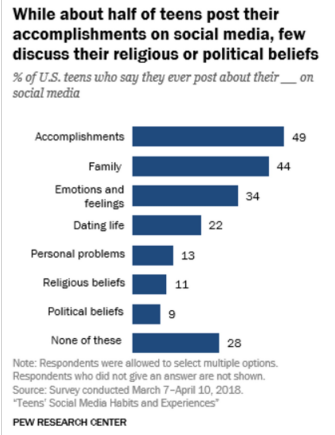 While about half of teens post their
accomplishments on social media, few
discuss their religious or political beliefs
% of U.S. teens who say they ever post about their __ on
social media
Accomplishments 49
Family 44
Emotions and
feelings 34
Dating life 22
Personal problems 13
Religious beliefs 11
Political beliefs 9
None of these 28
Note: Respondents were allowed to select multiple options.
Respondents who did not give an answer are not shown.
Source: Survey conducted March 7–April 10, 2018.
“Teens’ Social Media Habits and Experiences”
PEW RESEARCH CENTER